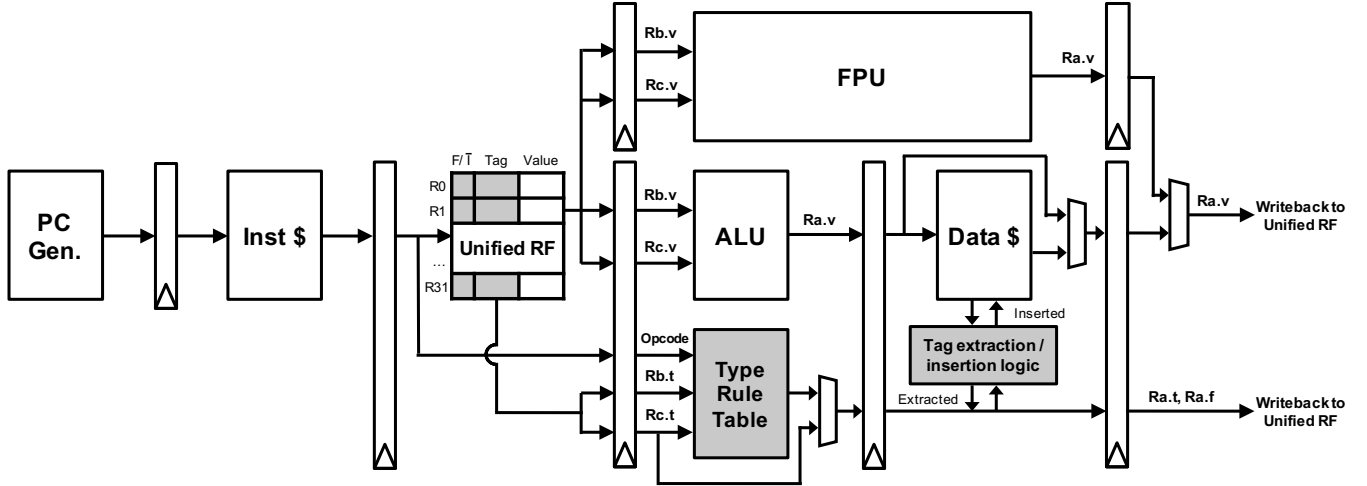 Rb.v
Rc.v
FPU
Ra.v
F/T̅ Tag Value
R0
R1
Unified RF
...
R31
PC
Gen.
Inst $
Rb.v
Rc.v
ALU
Ra.v
Data $
Ra.v
Writeback to
Unified RF
Inserted
Tag extraction /
insertion logic
Extracted
Opcode
Rb.t
Rc.t
Type
Rule
Table
Ra.t, Ra.f
Writeback to
Unified RF